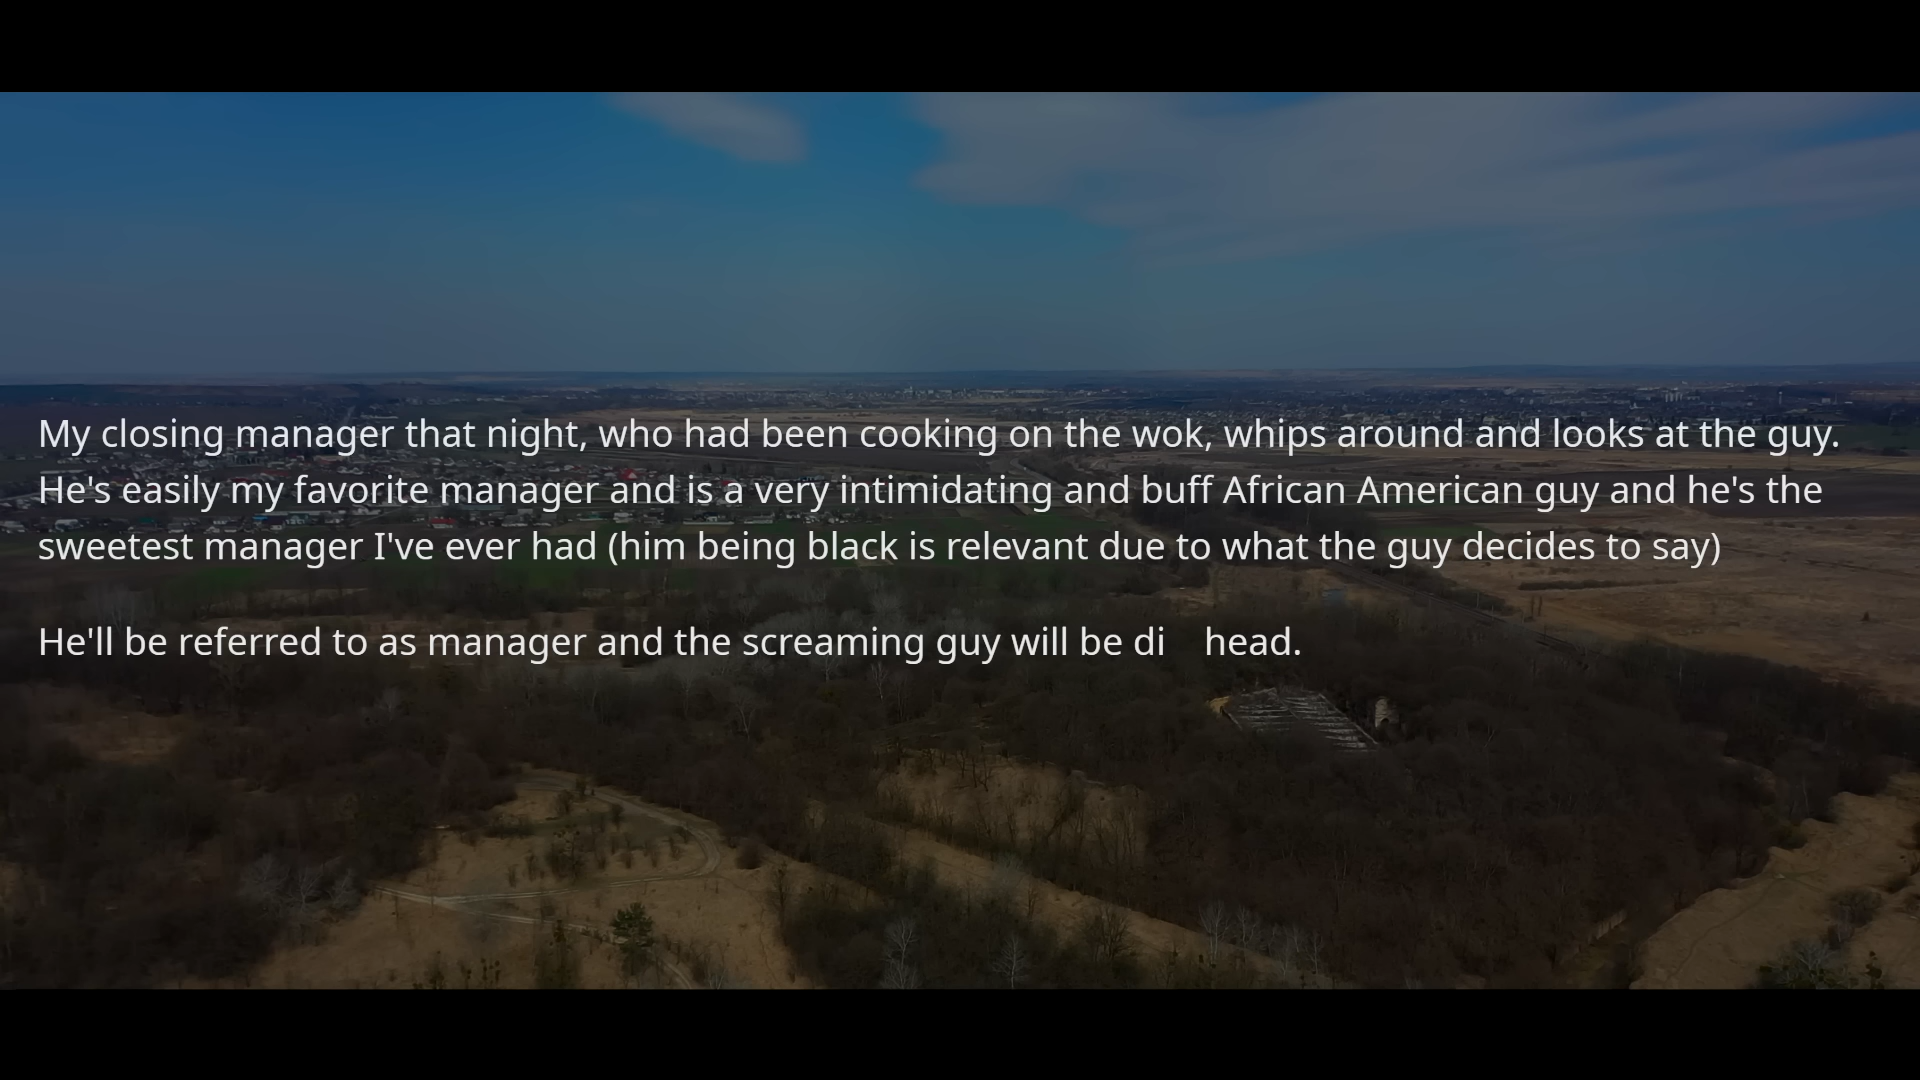 My closing manager that night, who had been cooking on the wok, whips around and looks at the guy.
He's easily my favorite manager and is a very intimidating and buff African American guy and he's the
sweetest manager I've ever had (him being black is relevant due to what the guy decides to say)
He'll be referred to as manager and the screaming guy will be di head.